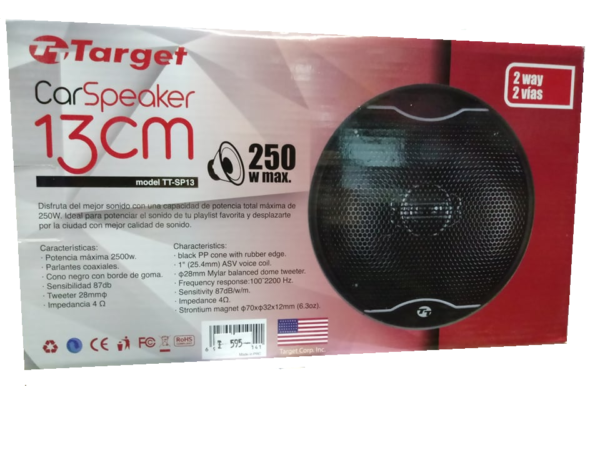 TT Target
2 way
2 vías
CarSpeaker
13CM
250
w max.
model TT-SP13
Disfruta del mejor sonido con una capacidad de potencia total máxima de
250W. Ideal para potenciar el sonido de tu playlist favorita y desplazarte
por la ciudad con mejor calidad de sonido.
Características:
· Potencia máxima 2500w.
· Parlantes coaxiales.
· Cono negro con borde de goma.
· Sensibilidad 87db
· Tweeter 28mmφ
· Impedancia 4 Ω
Characteristics:
· black PP cone with rubber edge.
· 1" (25.4mm) ASV voice coil.
· φ28mm Mylar balanced dome tweeter.
· Frequency response:100~2200 Hz.
· Sensitivity 87dB/w/m.
· Impedance 4Ω.
· Strontium magnet φ70xφ32x12mm (6.3oz).
TT
CE
FC
RoHS
595
Target Corp. Inc.